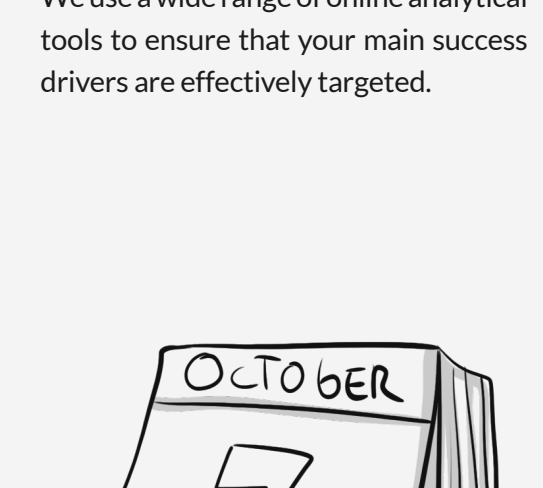 We use a wide range of online analytical
tools to ensure that your main success
drivers are effectively targeted.
OCTOBER